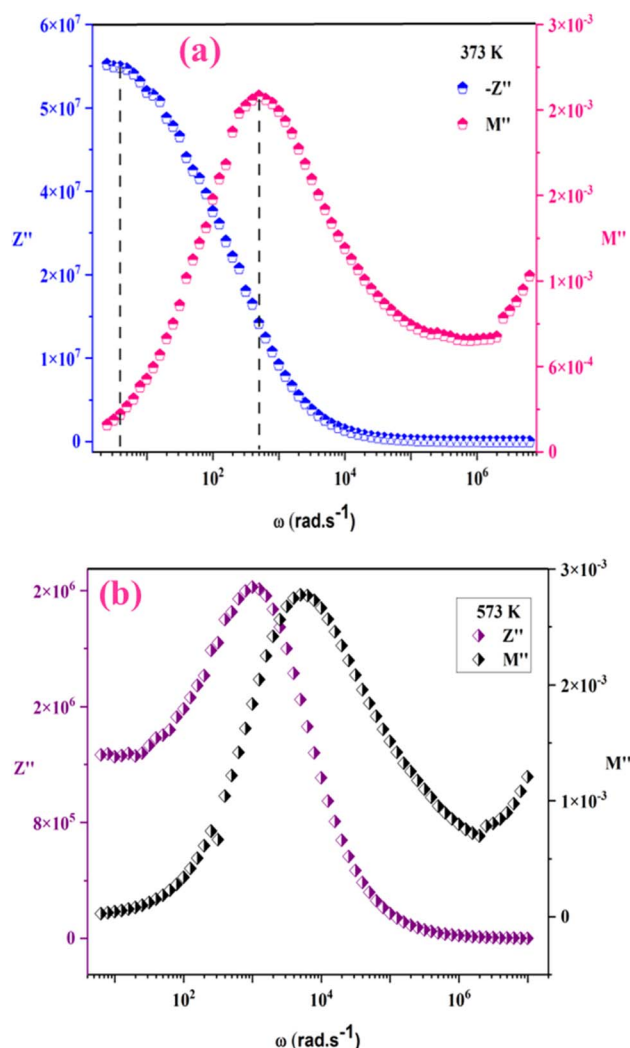 (a)
373 K
-Z''
M''
6×10⁷
5×10⁷
4×10⁷
2×10⁷
1×10⁷
0
Z''
3×10⁻³
2×10⁻³
2×10⁻³
1×10⁻³
6×10⁻⁴
0
M''
10² 10⁴ 10⁶
ω (rad.s⁻¹)
(b)
573 K
Z''
M''
2×10⁶
2×10⁶
8×10⁵
0
Z''
3×10⁻³
2×10⁻³
1×10⁻³
0
M''
10² 10⁴ 10⁶
ω (rad.s⁻¹)